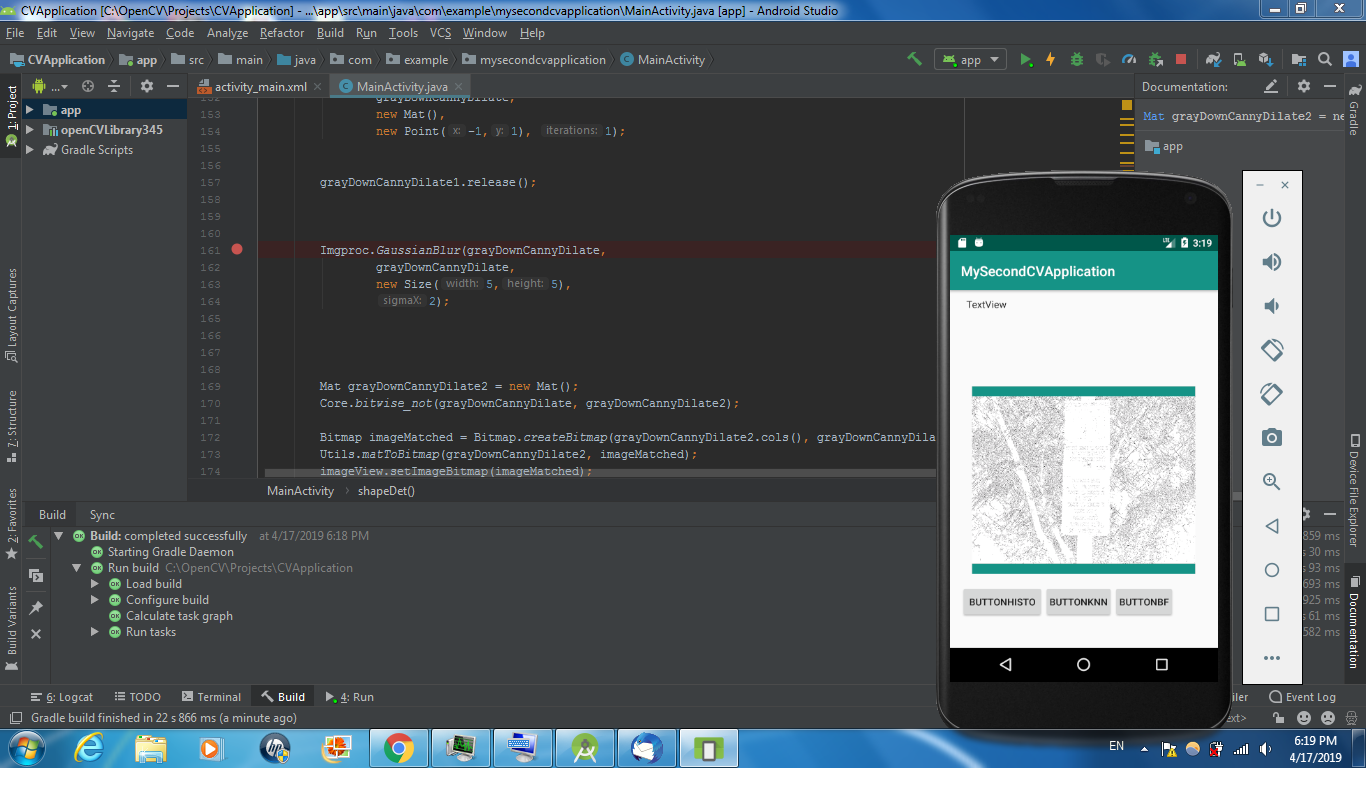 CVApplication [C:\OpenCV\Projects\CVApplication] - ...\app\src\main\java\com\example\mysecondcvapplication\MainActivity.java [app] - Android Studio
File Edit View Navigate Code Analyze Refactor Build Run Tools VCS Window Help
CVApplication app src main java com example mysecondcvapplication MainActivity app
1: Project
Layout Captures
7: Structure
2: Favorites
Build Variants
...
app
openCVLibrary345
Gradle Scripts
activity_main.xml MainActivity.java
152 grayDownCannyDilate,
153 new Mat(),
154 new Point( x: -1, y: 1), iterations: 1);
155
156
157 grayDownCannyDilate1.release();
158
159
160
161 Imgproc.GaussianBlur(grayDownCannyDilate,
162 grayDownCannyDilate,
163 new Size( width: 5, height: 5),
164 sigmaX: 2);
165
166
167
168
169 Mat grayDownCannyDilate2 = new Mat();
170 Core.bitwise_not(grayDownCannyDilate, grayDownCannyDilate2);
171
172 Bitmap imageMatched = Bitmap.createBitmap(grayDownCannyDilate2.cols(), grayDownCannyDila
173 Utils.matToBitmap(grayDownCannyDilate2, imageMatched);
174 imageView.setImageBitmap(imageMatched);
MainActivity › shapeDet()
Documentation:
Mat grayDownCannyDilate2 = ne
app
Gradle
Device File Explorer
Documentation
3:19
MySecondCVApplication
TextView
BUTTONHISTO BUTTONKNN BUTTONBF
Build Sync
Build: completed successfully at 4/17/2019 6:18 PM
Starting Gradle Daemon
Run build C:\OpenCV\Projects\CVApplication
Load build
Configure build
Calculate task graph
Run tasks
859 ms
s 30 ms
s 93 ms
693 ms
925 ms
s 61 ms
582 ms
6: Logcat TODO Terminal Build 4: Run iler Event Log
Gradle build finished in 22 s 866 ms (a minute ago) ext>
EN
6:19 PM
4/17/2019